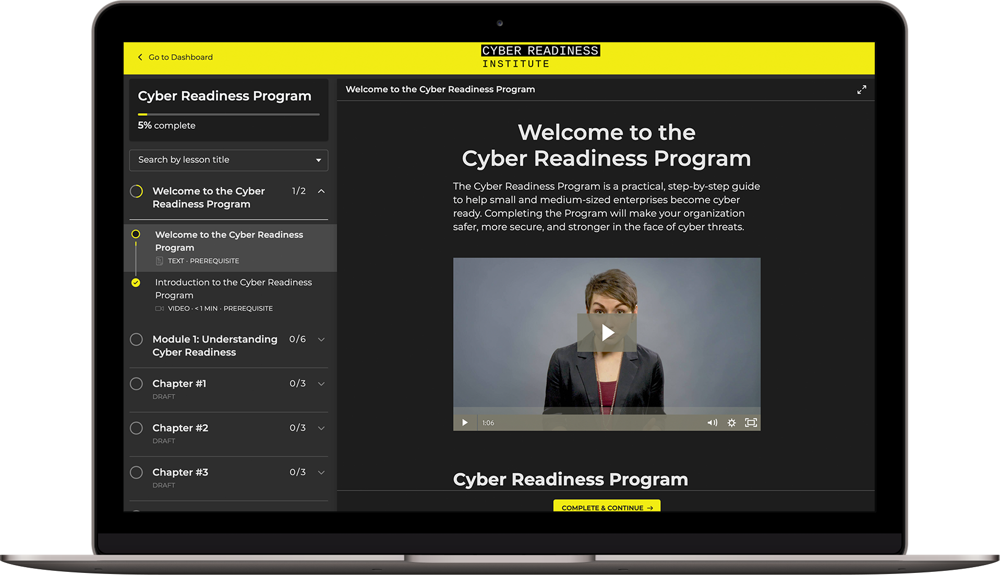 Go to Dashboard
CYBER READINESS
INSTITUTE
Cyber Readiness Program
5% complete
Search by lesson title
Welcome to the Cyber
Readiness Program
1/2
Welcome to the Cyber Readiness
Program
TEXT · PREREQUISITE
Introduction to the Cyber Readiness
Program
VIDEO · < 1 MIN · PREREQUISITE
Module 1: Understanding
Cyber Readiness
0/6
Chapter #1
0/3
DRAFT
Chapter #2
0/3
DRAFT
Chapter #3
0/3
DRAFT
Welcome to the Cyber Readiness Program
Welcome to the
Cyber Readiness Program
The Cyber Readiness Program is a practical, step-by-step guide
to help small and medium-sized enterprises become cyber
ready. Completing the Program will make your organization
safer, more secure, and stronger in the face of cyber threats.
1:06
Cyber Readiness Program
COMPLETE & CONTINUE →